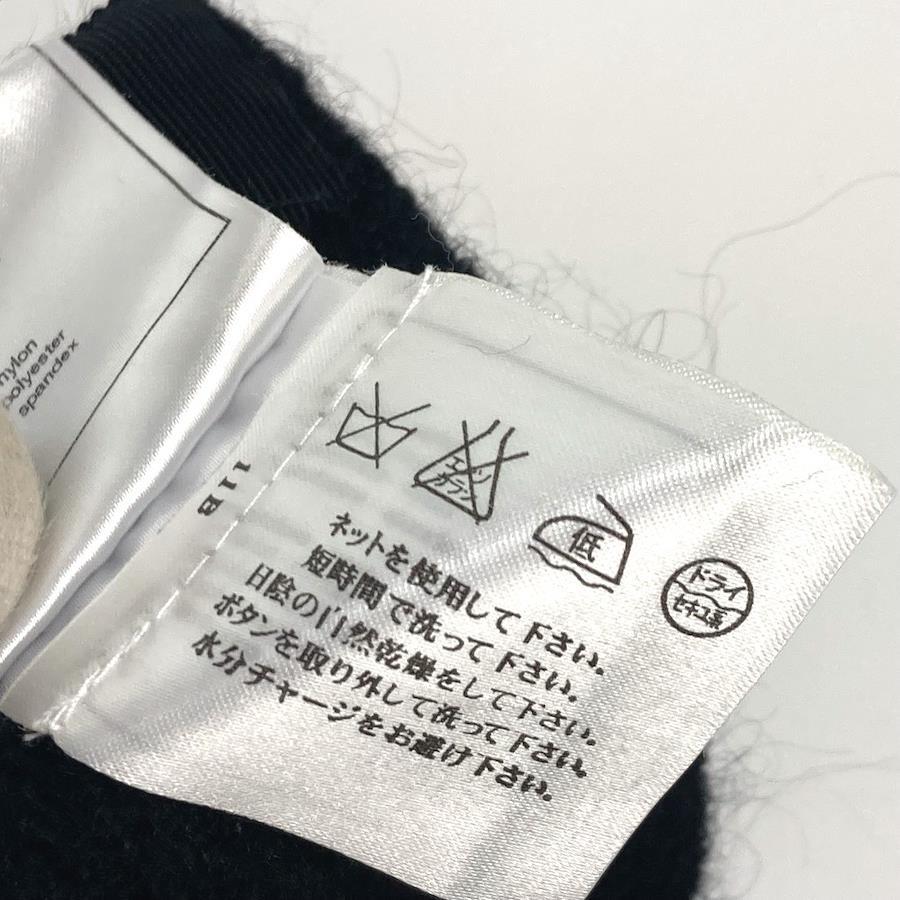 nylon
polyester
spandex
11B
エンソ
カラシ
低
ドライ
セキユ系
ネットを使用して下さい。
短時間で洗って下さい。
日陰の自然乾燥をして下さい。
ボタンを取り外して洗って下さい。
水分チャージをお避け下さい。